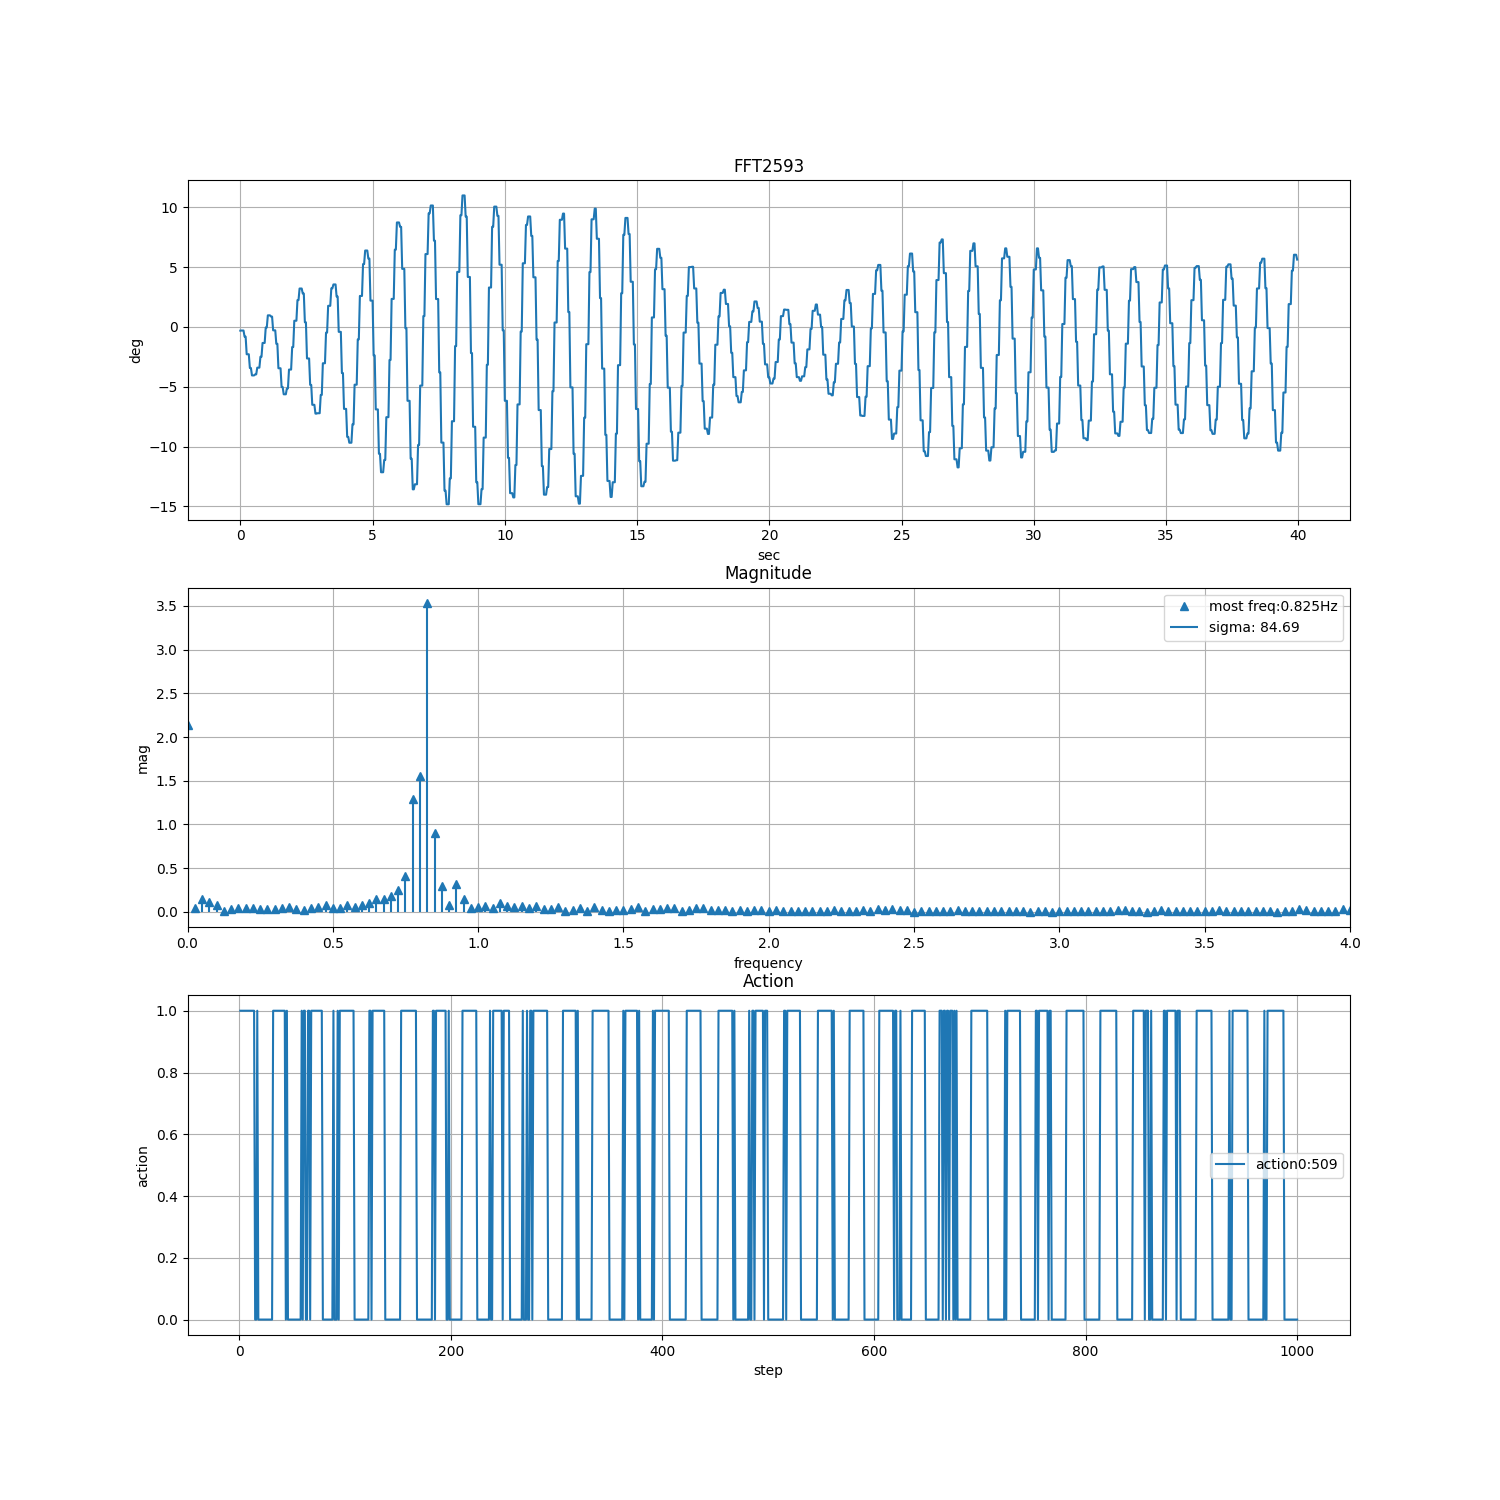 FFT2593
10
5
0
−5
−10
−15
deg
0 5 10 15 20 25 30 35 40
sec
Magnitude
most freq:0.825Hz
sigma: 84.69
3.5
3.0
2.5
2.0
1.5
1.0
0.5
0.0
mag
0.0 0.5 1.0 1.5 2.0 2.5 3.0 3.5 4.0
frequency
Action
1.0
0.8
0.6
0.4
0.2
0.0
action
action0:509
0 200 400 600 800 1000
step